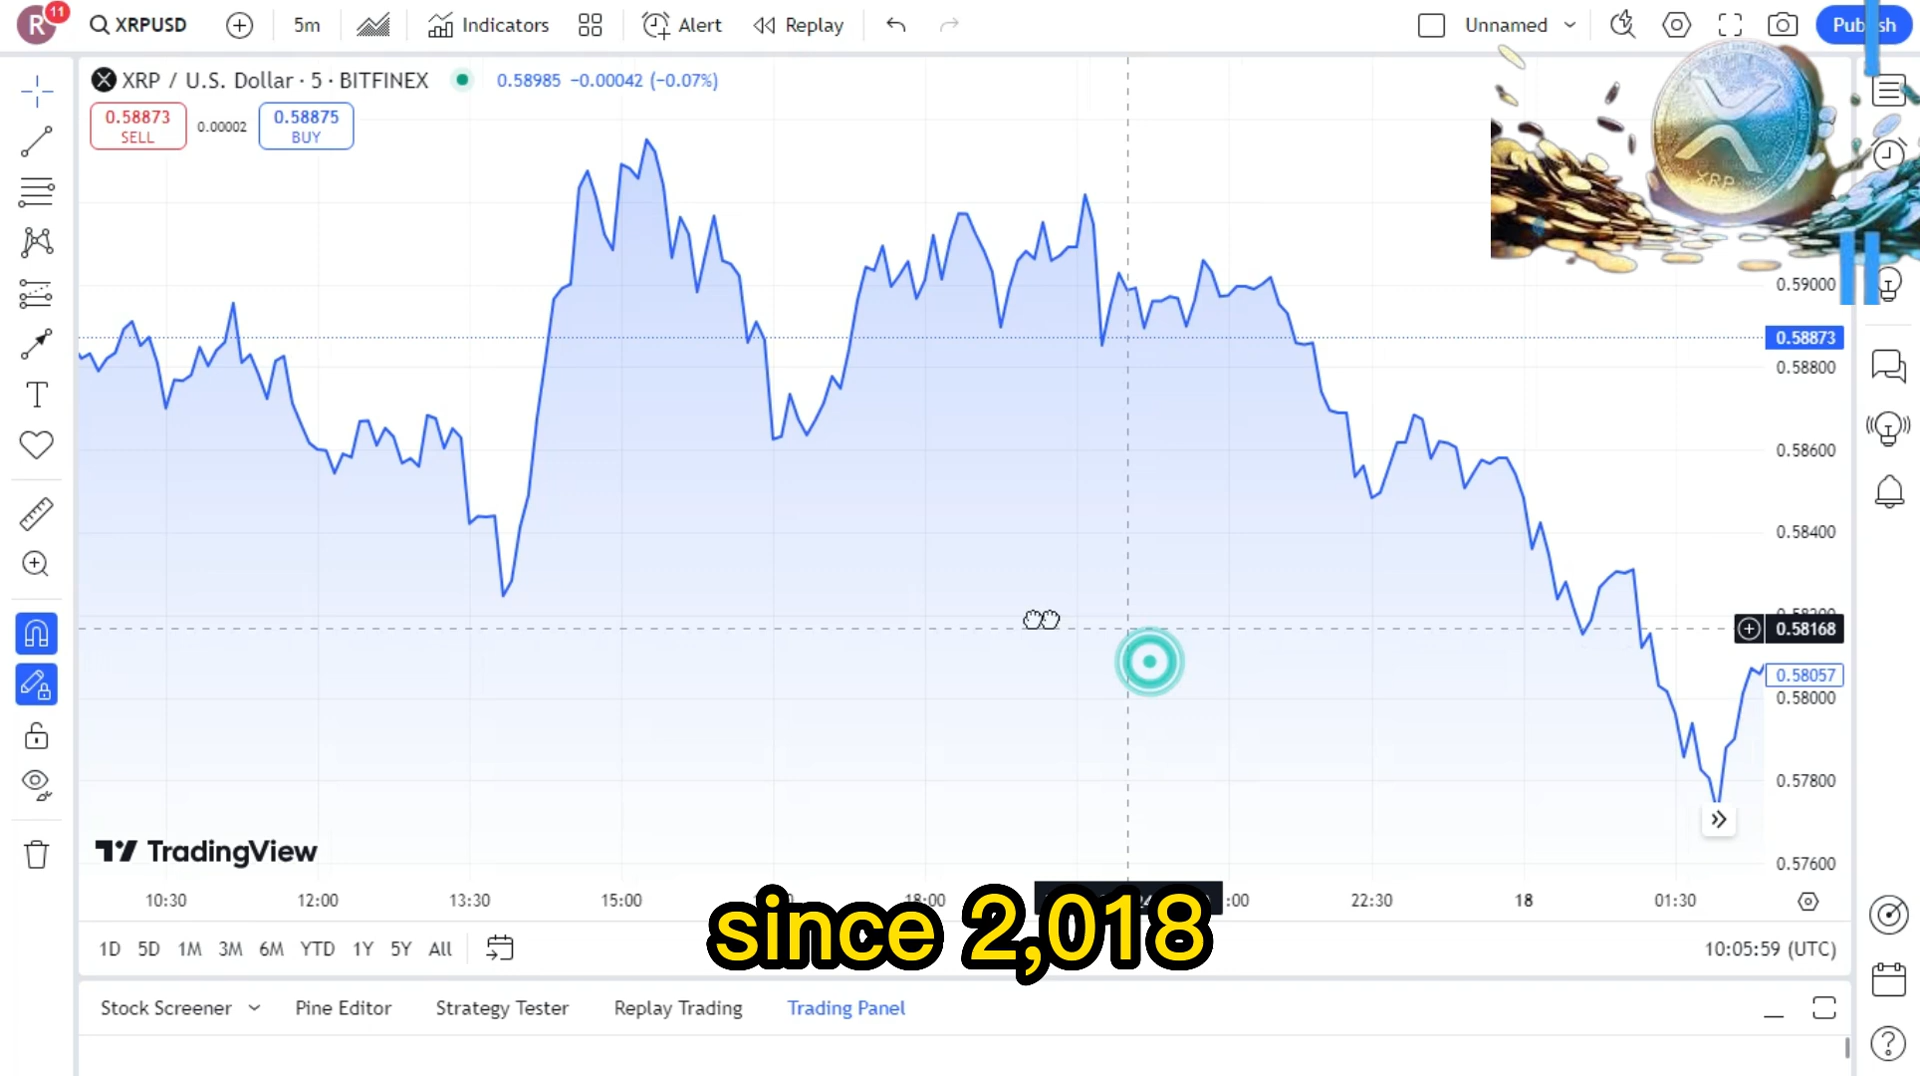 R 11 XRPUSD 5m Indicators Alert Replay Unnamed Publish
XRP / U.S. Dollar · 5 · BITFINEX 0.58985 −0.00042 (−0.07%)
0.58873 SELL 0.00002 0.58875 BUY
XRP
0.59000
0.58873
0.58800
0.58600
0.58400
0.58168
0.58057
0.58000
0.57800
0.57600
TradingView
10:30 12:00 13:30 15:00 18:00 :00 22:30 18 01:30
since 2,018
1D 5D 1M 3M 6M YTD 1Y 5Y All 10:05:59 (UTC)
Stock Screener Pine Editor Strategy Tester Replay Trading Trading Panel